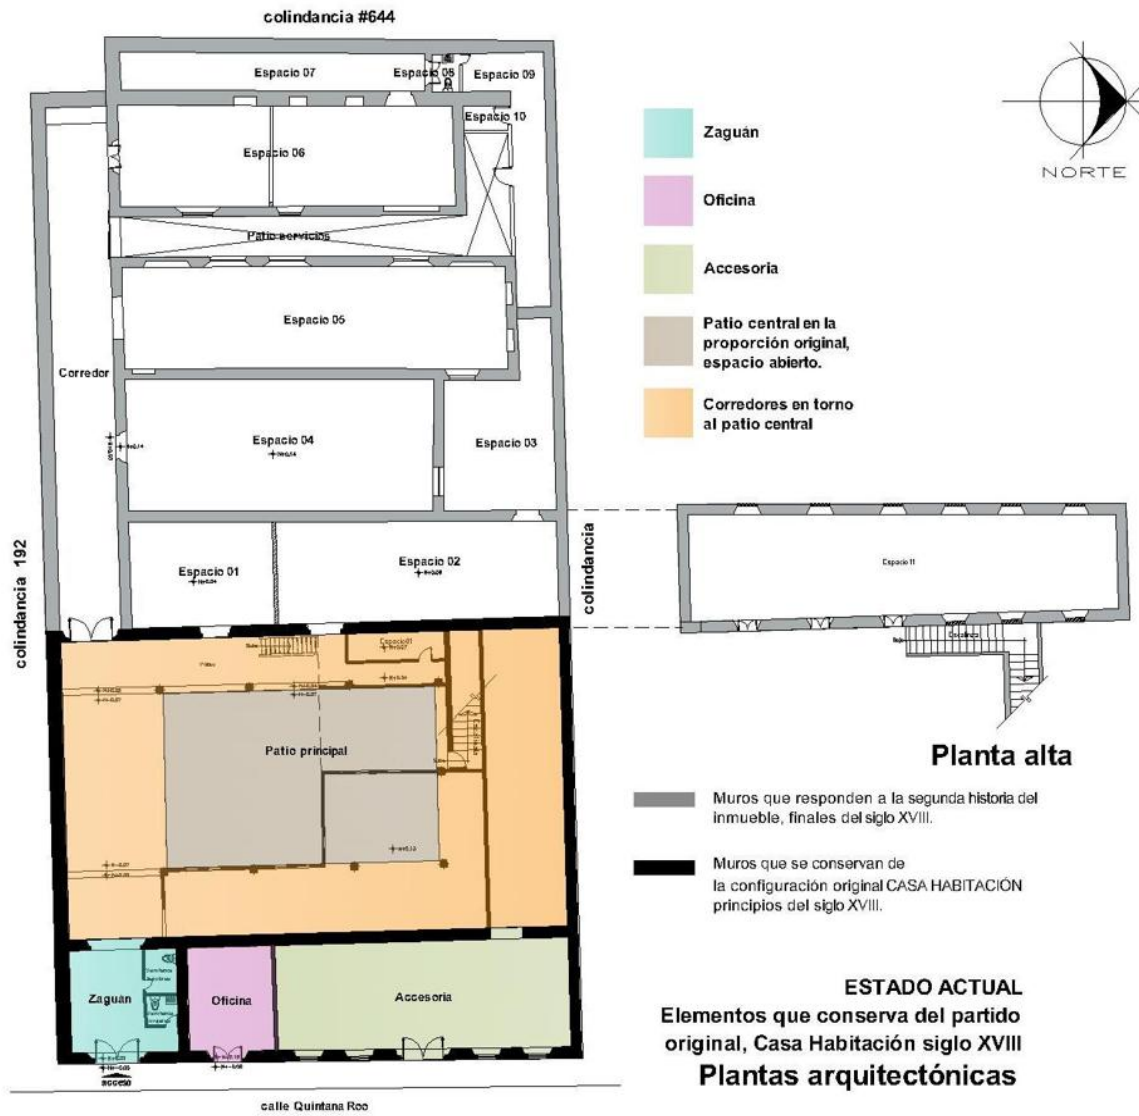 colindancia #644
Espacio 07
Espacio 08
Espacio 09
Espacio 10
Espacio 06
Patio servicios
Espacio 05
Corredor
Espacio 04
Espacio 03
Espacio 01
Espacio 02
colindancia 192
colindancia
Espacio 01
Patio principal
Zaguán
Oficina
Accesoria
acceso
calle Quintana Roo
Zaguán
Oficina
Accesoria
Patio central en la
proporción original,
espacio abierto.
Corredores en torno
al patio central
NORTE
Espacio 11
Planta alta
Muros que responden a la segunda historia del
inmueble, finales del siglo XVIII.
Muros que se conservan de
la configuración original CASA HABITACIÓN
principios del siglo XVIII.
ESTADO ACTUAL
Elementos que conserva del partido
original, Casa Habitación siglo XVIII
Plantas arquitectónicas